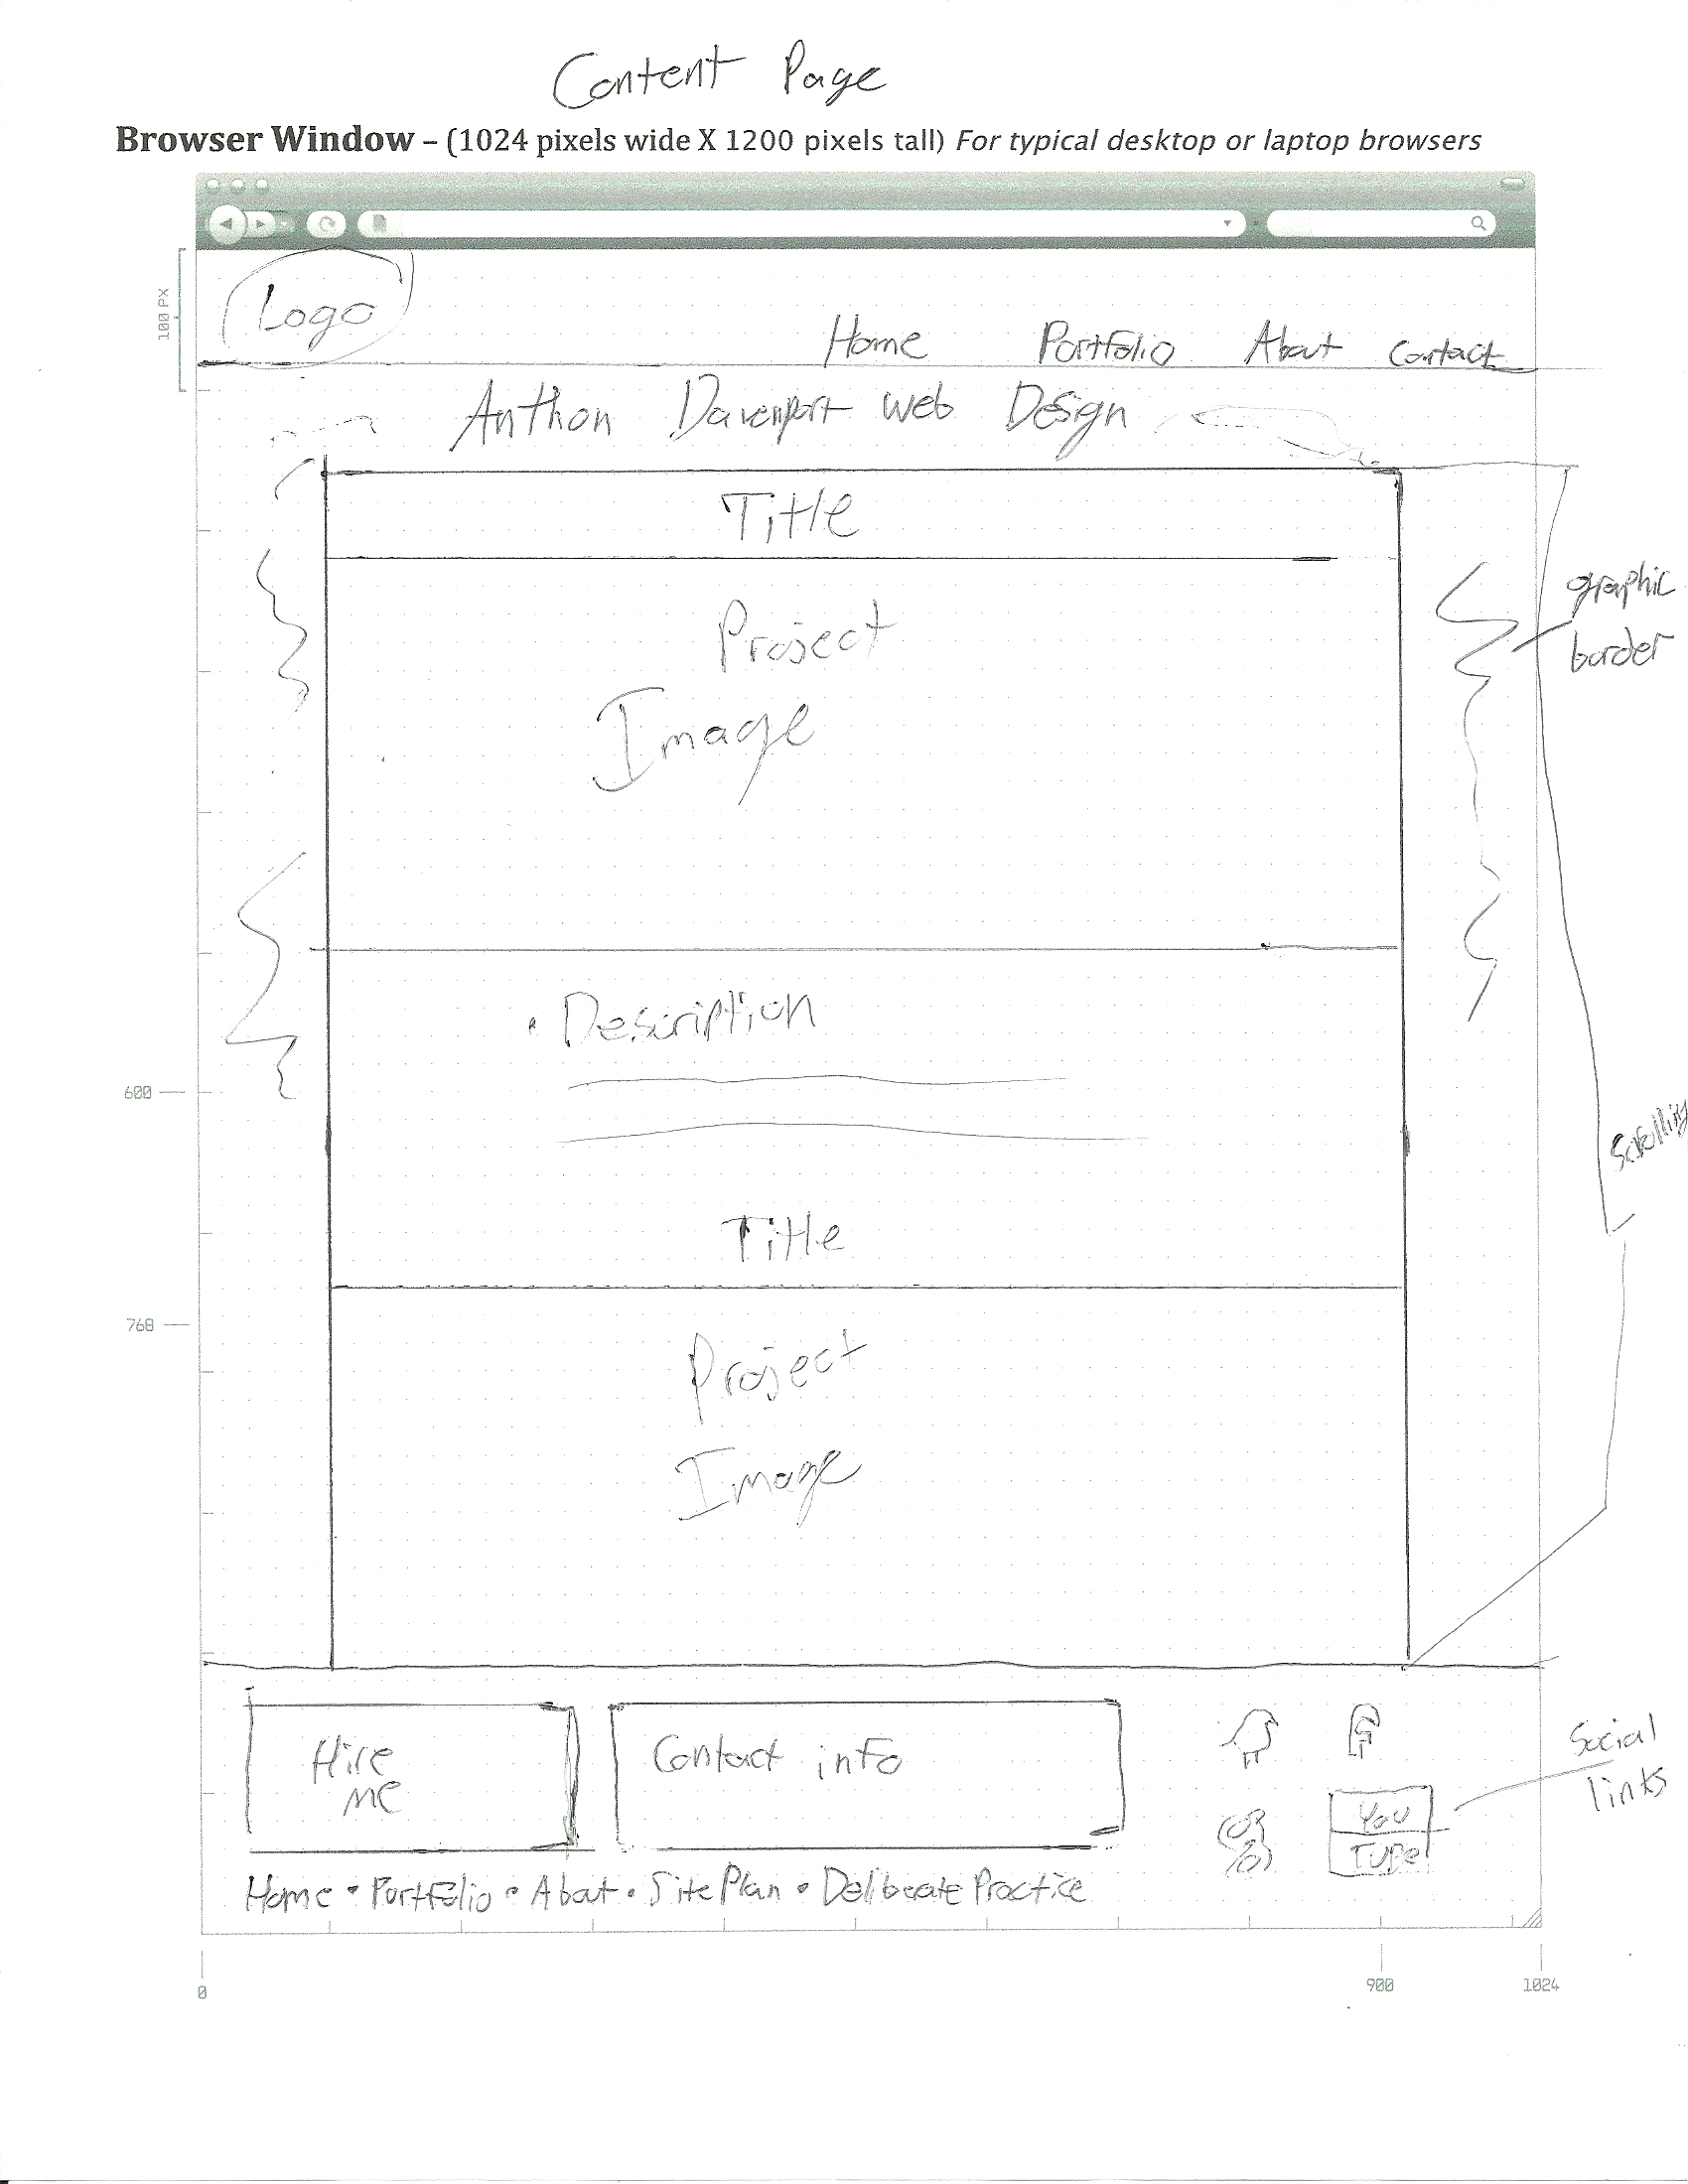 Content Page
Browser Window – (1024 pixels wide X 1200 pixels tall) For typical desktop or laptop browsers
100 PX
Logo
Home Portfolio About Contact
Anthon Davenport Web Design
Title
graphic
border
Project
Image
• Description
600
scrolling
Title
760
Project
Image
Hire
me
Contact info
Social
links
You
Tube
Home • Portfolio • About • Site Plan • Delibeate Practice
0 900 1024